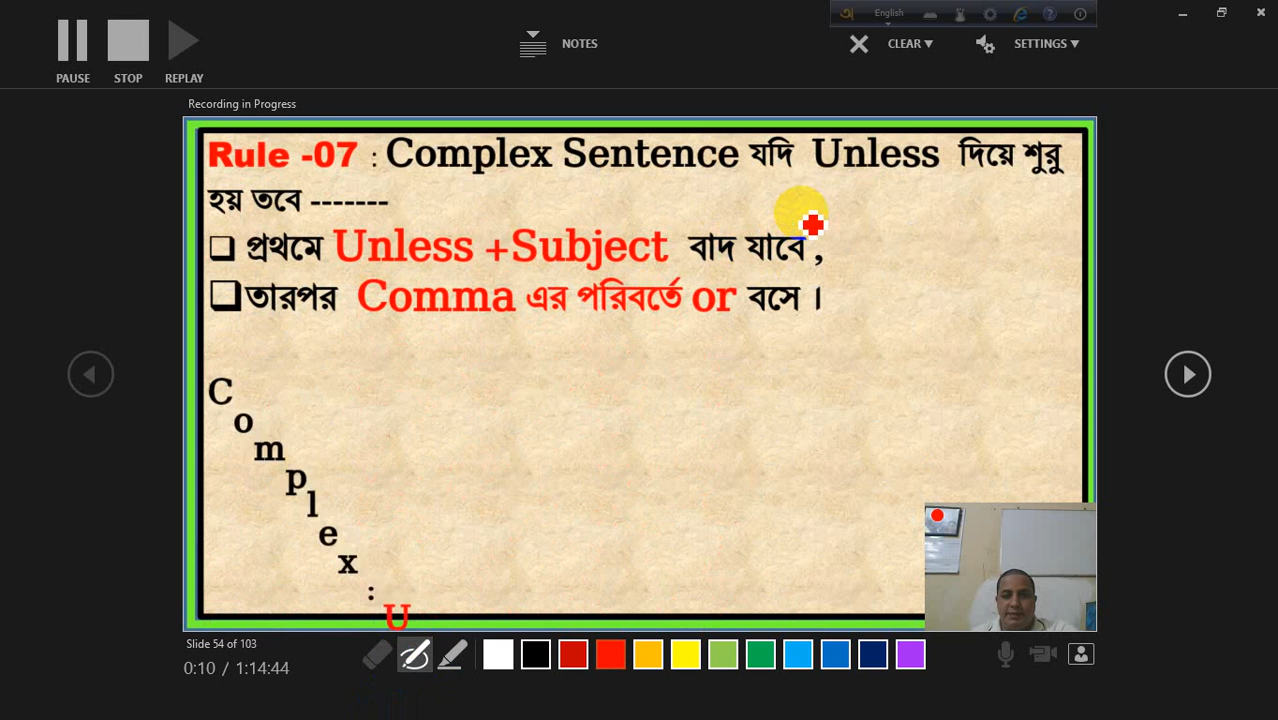 English
PAUSE STOP REPLAY
NOTES
CLEAR
SETTINGS
Recording in Progress
Rule -07 : Complex Sentence যদি Unless দিয়ে শুরু
হয় তবে -------
প্রথমে Unless +Subject বাদ যাবে ,
তারপর Comma এর পরিবর্তে or বসে ।
Complex : U
Slide 54 of 103
0:10 / 1:14:44